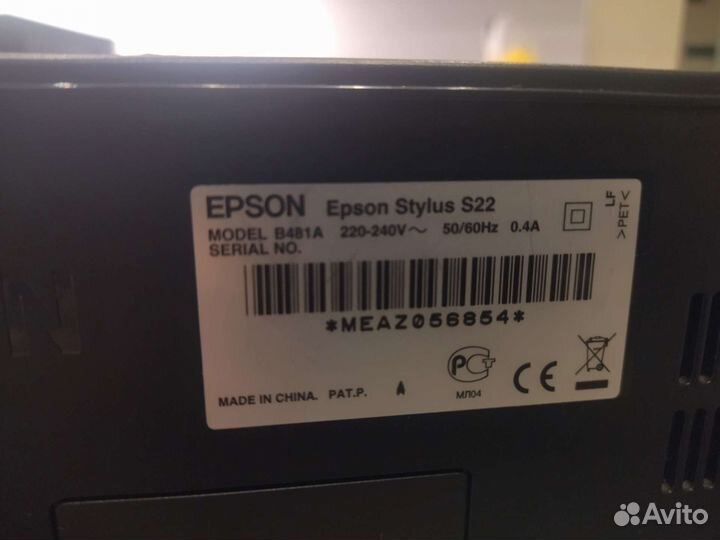 EPSON Epson Stylus S22
MODEL B481A 220-240V~ 50/60Hz 0.4A
SERIAL NO.
*MEAZ056854*
LF
>PET<
РСТ
МЛ04
CE
MADE IN CHINA. PAT.P. A
Avito